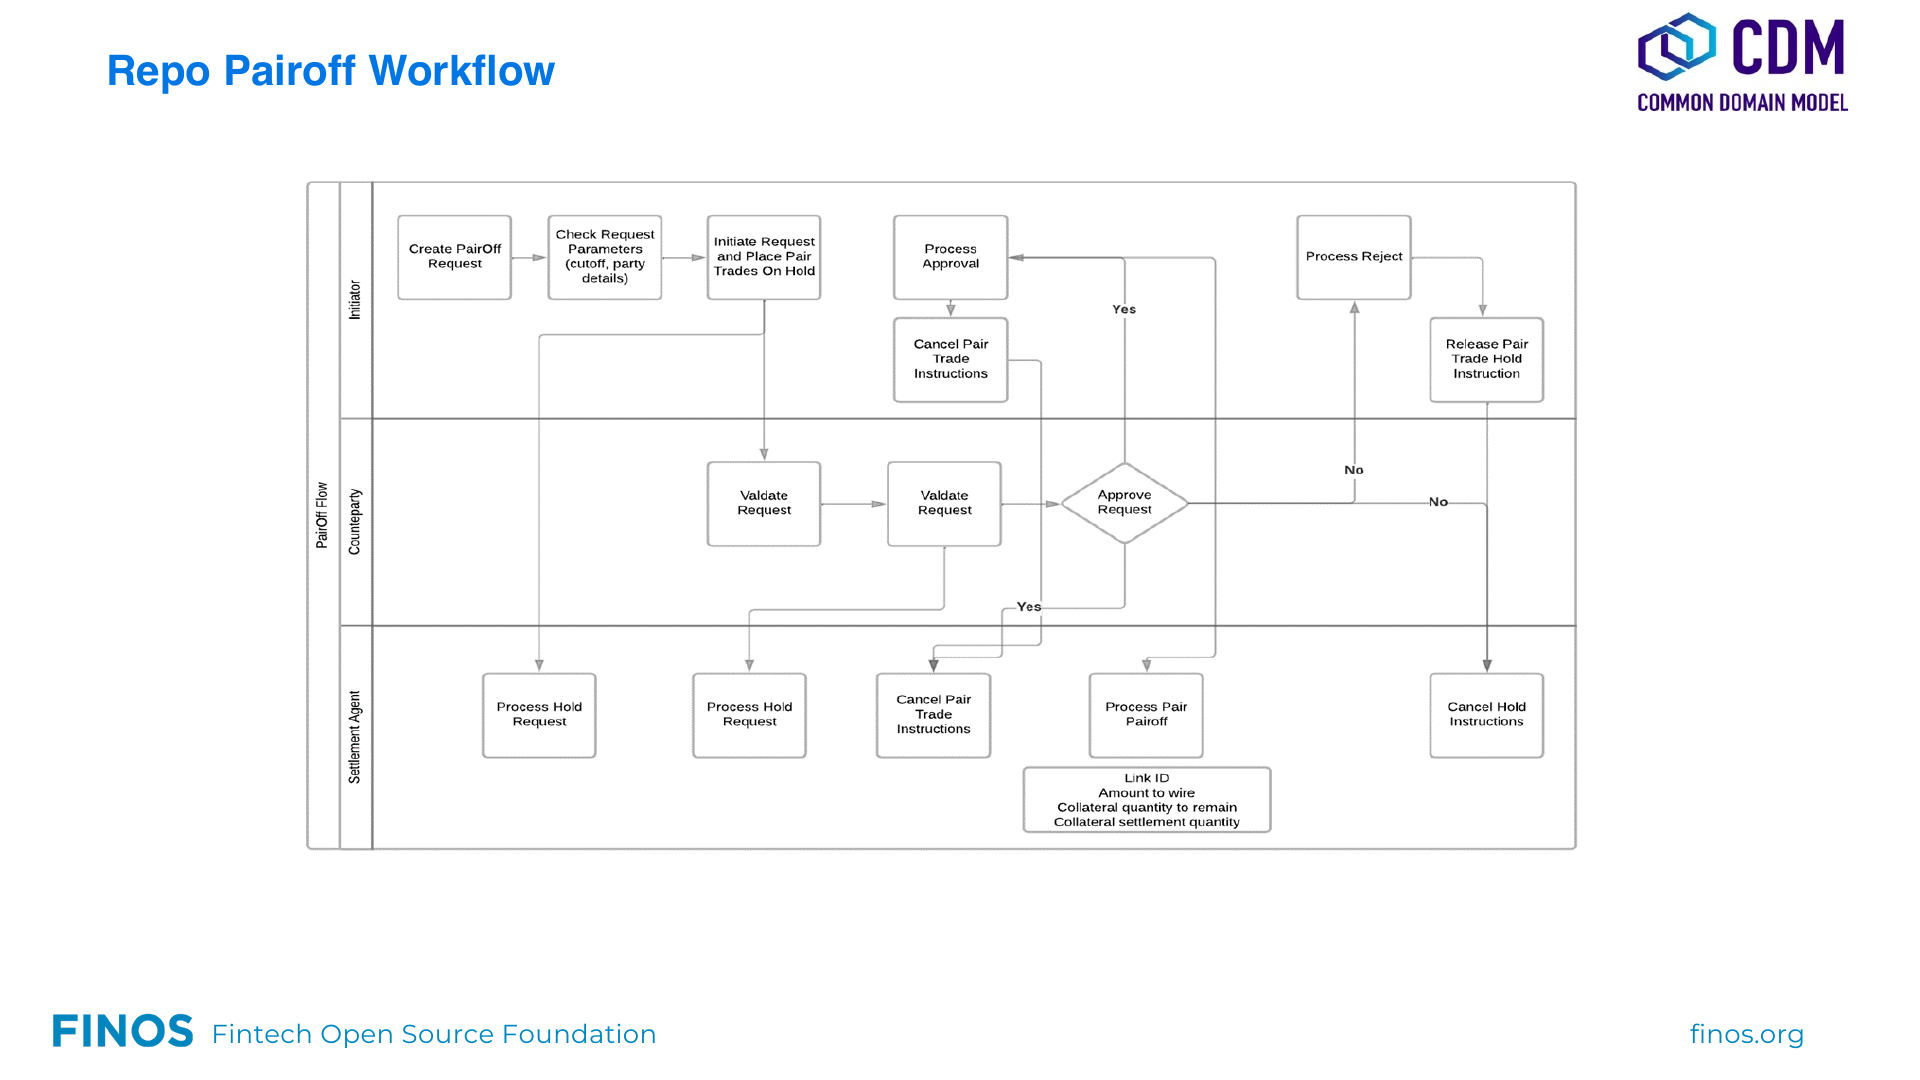 Repo Pairoff Workflow
CDM
COMMON DOMAIN MODEL
PairOff Flow
Initiator
Create PairOff
Request
Check Request
Parameters
(cutoff, party
details)
Initiate Request
and Place Pair
Trades On Hold
Process
Approval
Process Reject
Yes
Cancel Pair
Trade
Instructions
Release Pair
Trade Hold
Instruction
Counteparty
Valdate
Request
Valdate
Request
Approve
Request
No
No
Yes
Settlement Agent
Process Hold
Request
Process Hold
Request
Cancel Pair
Trade
Instructions
Process Pair
Pairoff
Cancel Hold
Instructions
Link ID
Amount to wire
Collateral quantity to remain
Collateral settlement quantity
FINOS Fintech Open Source Foundation
finos.org